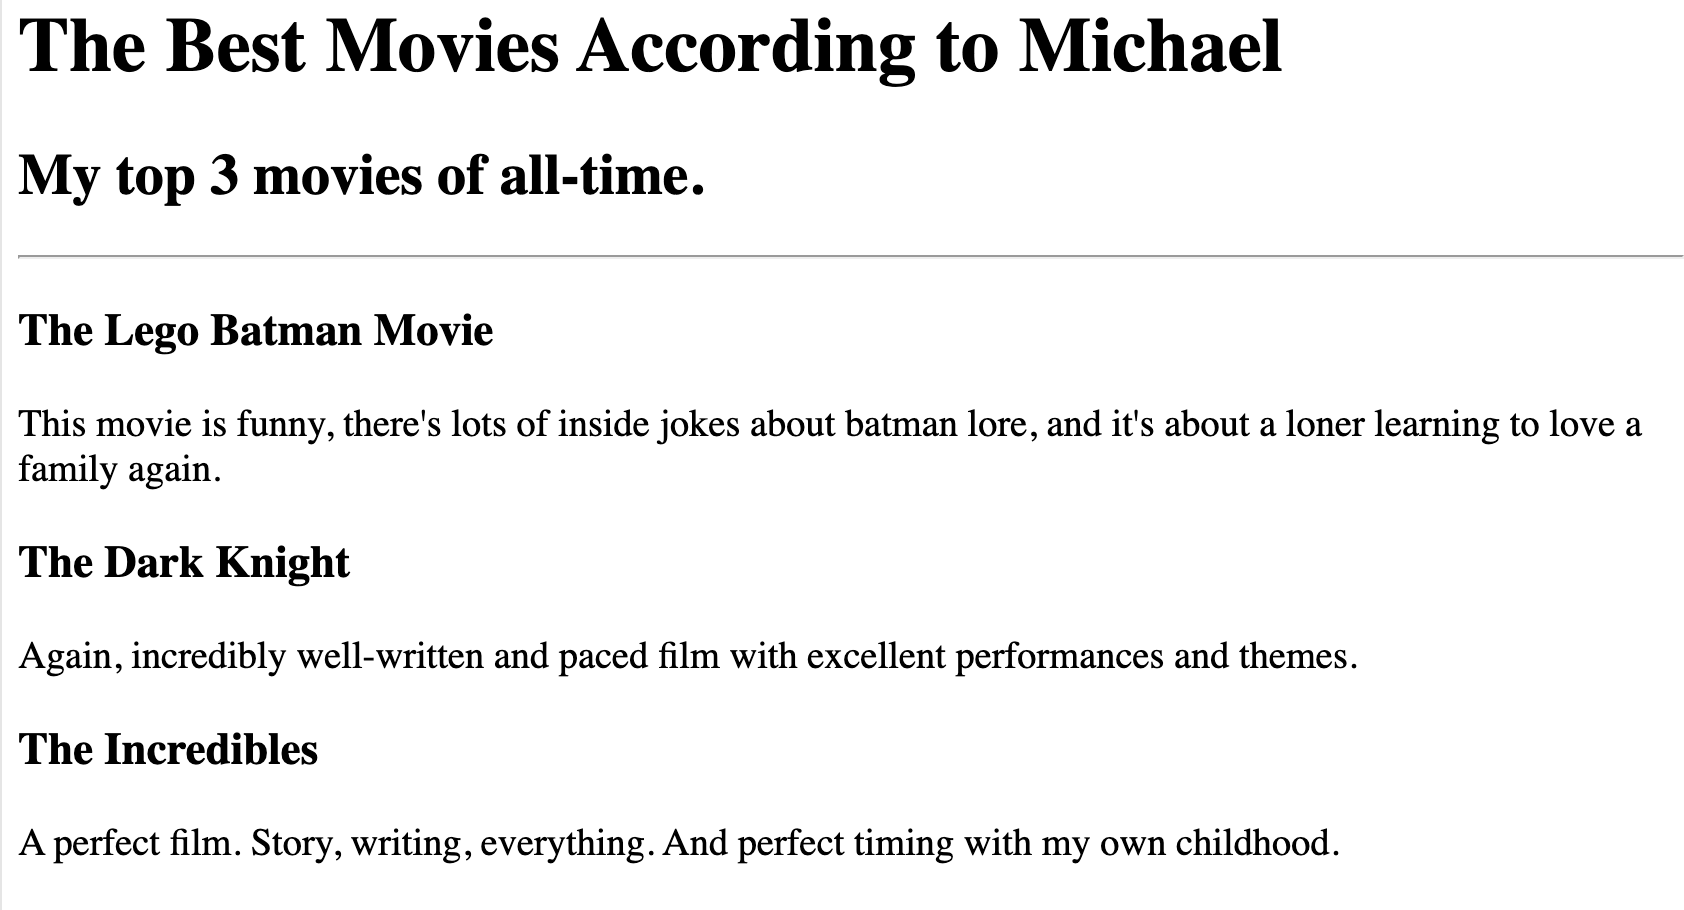 The Best Movies According to Michael
My top 3 movies of all-time.
The Lego Batman Movie
This movie is funny, there's lots of inside jokes about batman lore, and it's about a loner learning to love a
family again.
The Dark Knight
Again, incredibly well-written and paced film with excellent performances and themes.
The Incredibles
A perfect film. Story, writing, everything. And perfect timing with my own childhood.